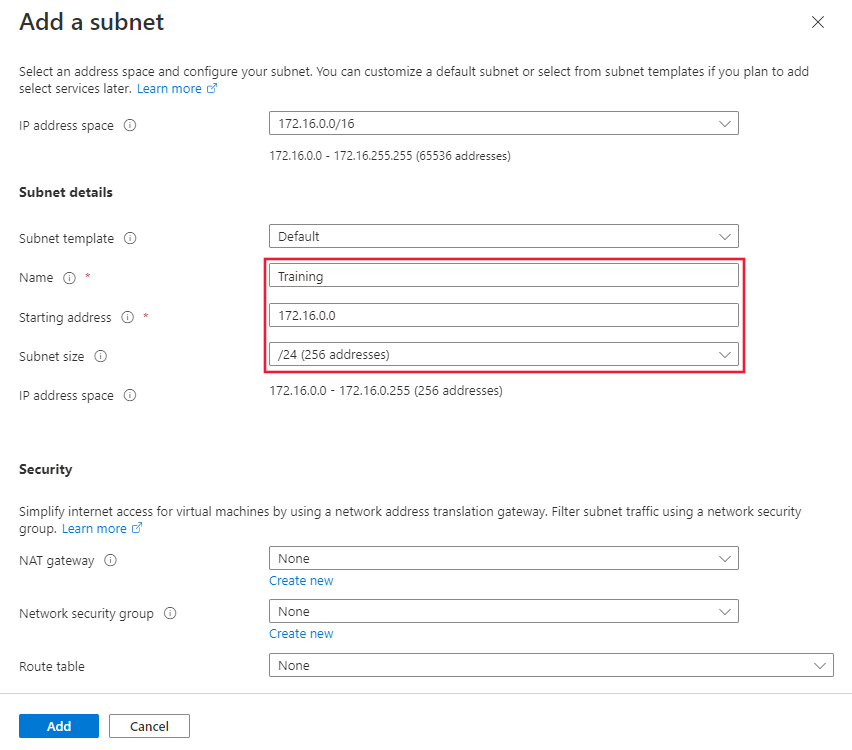 Add a subnet
Select an address space and configure your subnet. You can customize a default subnet or select from subnet templates if you plan to add
select services later. Learn more
IP address space
172.16.0.0/16
172.16.0.0 - 172.16.255.255 (65536 addresses)
Subnet details
Subnet template
Default
Name *
Training
Starting address *
172.16.0.0
Subnet size
/24 (256 addresses)
IP address space
172.16.0.0 - 172.16.0.255 (256 addresses)
Security
Simplify internet access for virtual machines by using a network address translation gateway. Filter subnet traffic using a network security
group. Learn more
NAT gateway
None
Create new
Network security group
None
Create new
Route table
None
Add
Cancel